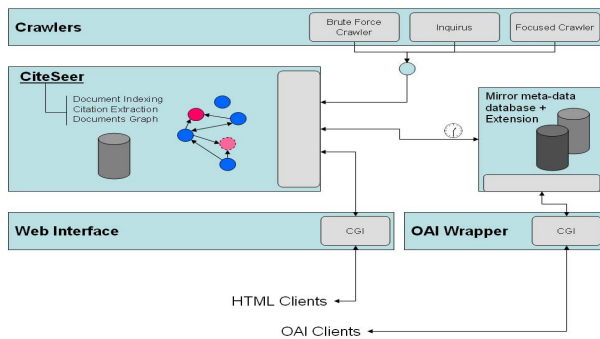 Crawlers
Brute Force
Crawler
Inquirus
Focused Crawler
CiteSeer
Document Indexing
Citation Extraction
Documents Graph
Mirror meta-data
database +
Extension
Web Interface
CGI
OAI Wrapper
CGI
HTML Clients
OAI Clients